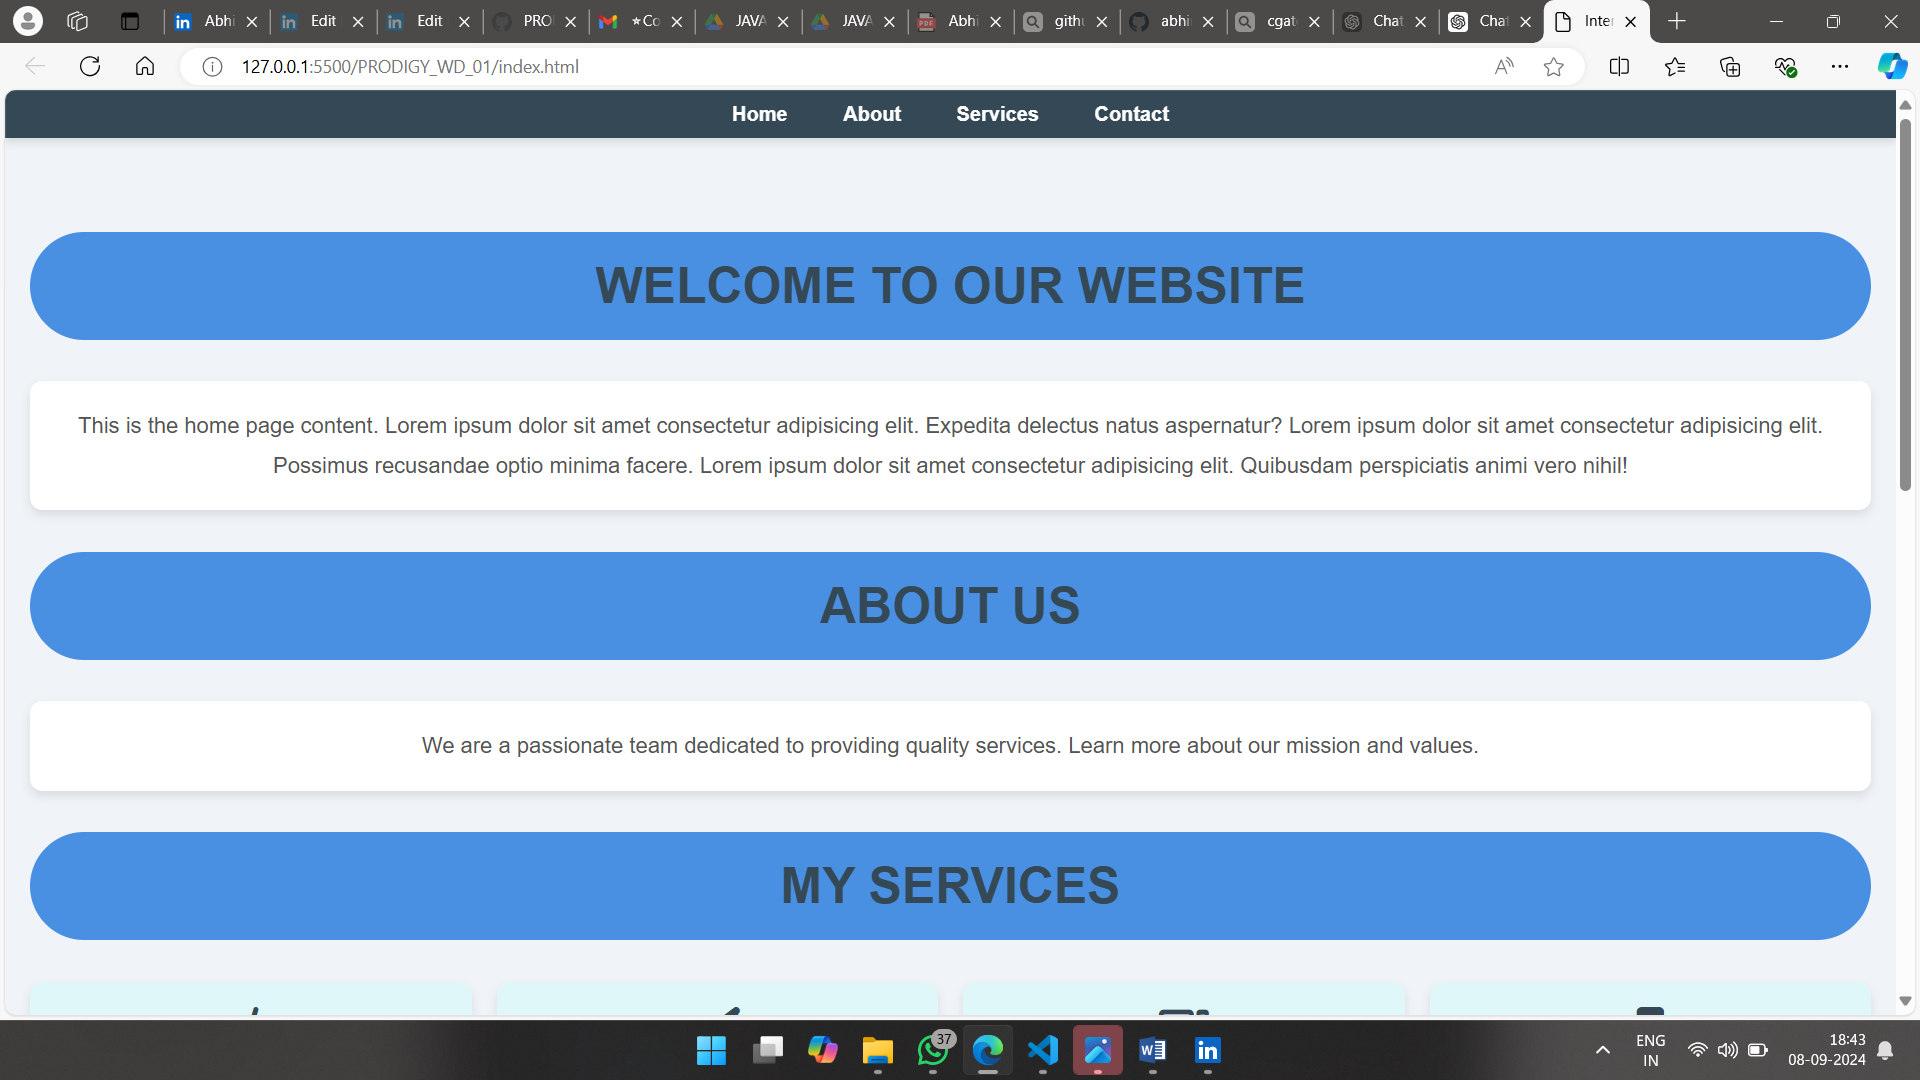 Abhi
Edit
Edit
PRO
Co
JAVA
JAVA
Abhi
gith
abhi
cgat
Chat
Chat
Inter
127.0.0.1:5500/PRODIGY_WD_01/index.html
Home
About
Services
Contact
WELCOME TO OUR WEBSITE
This is the home page content. Lorem ipsum dolor sit amet consectetur adipisicing elit. Expedita delectus natus aspernatur? Lorem ipsum dolor sit amet consectetur adipisicing elit.
Possimus recusandae optio minima facere. Lorem ipsum dolor sit amet consectetur adipisicing elit. Quibusdam perspiciatis animi vero nihil!
ABOUT US
We are a passionate team dedicated to providing quality services. Learn more about our mission and values.
MY SERVICES
37
ENG
IN
18:43
08-09-2024